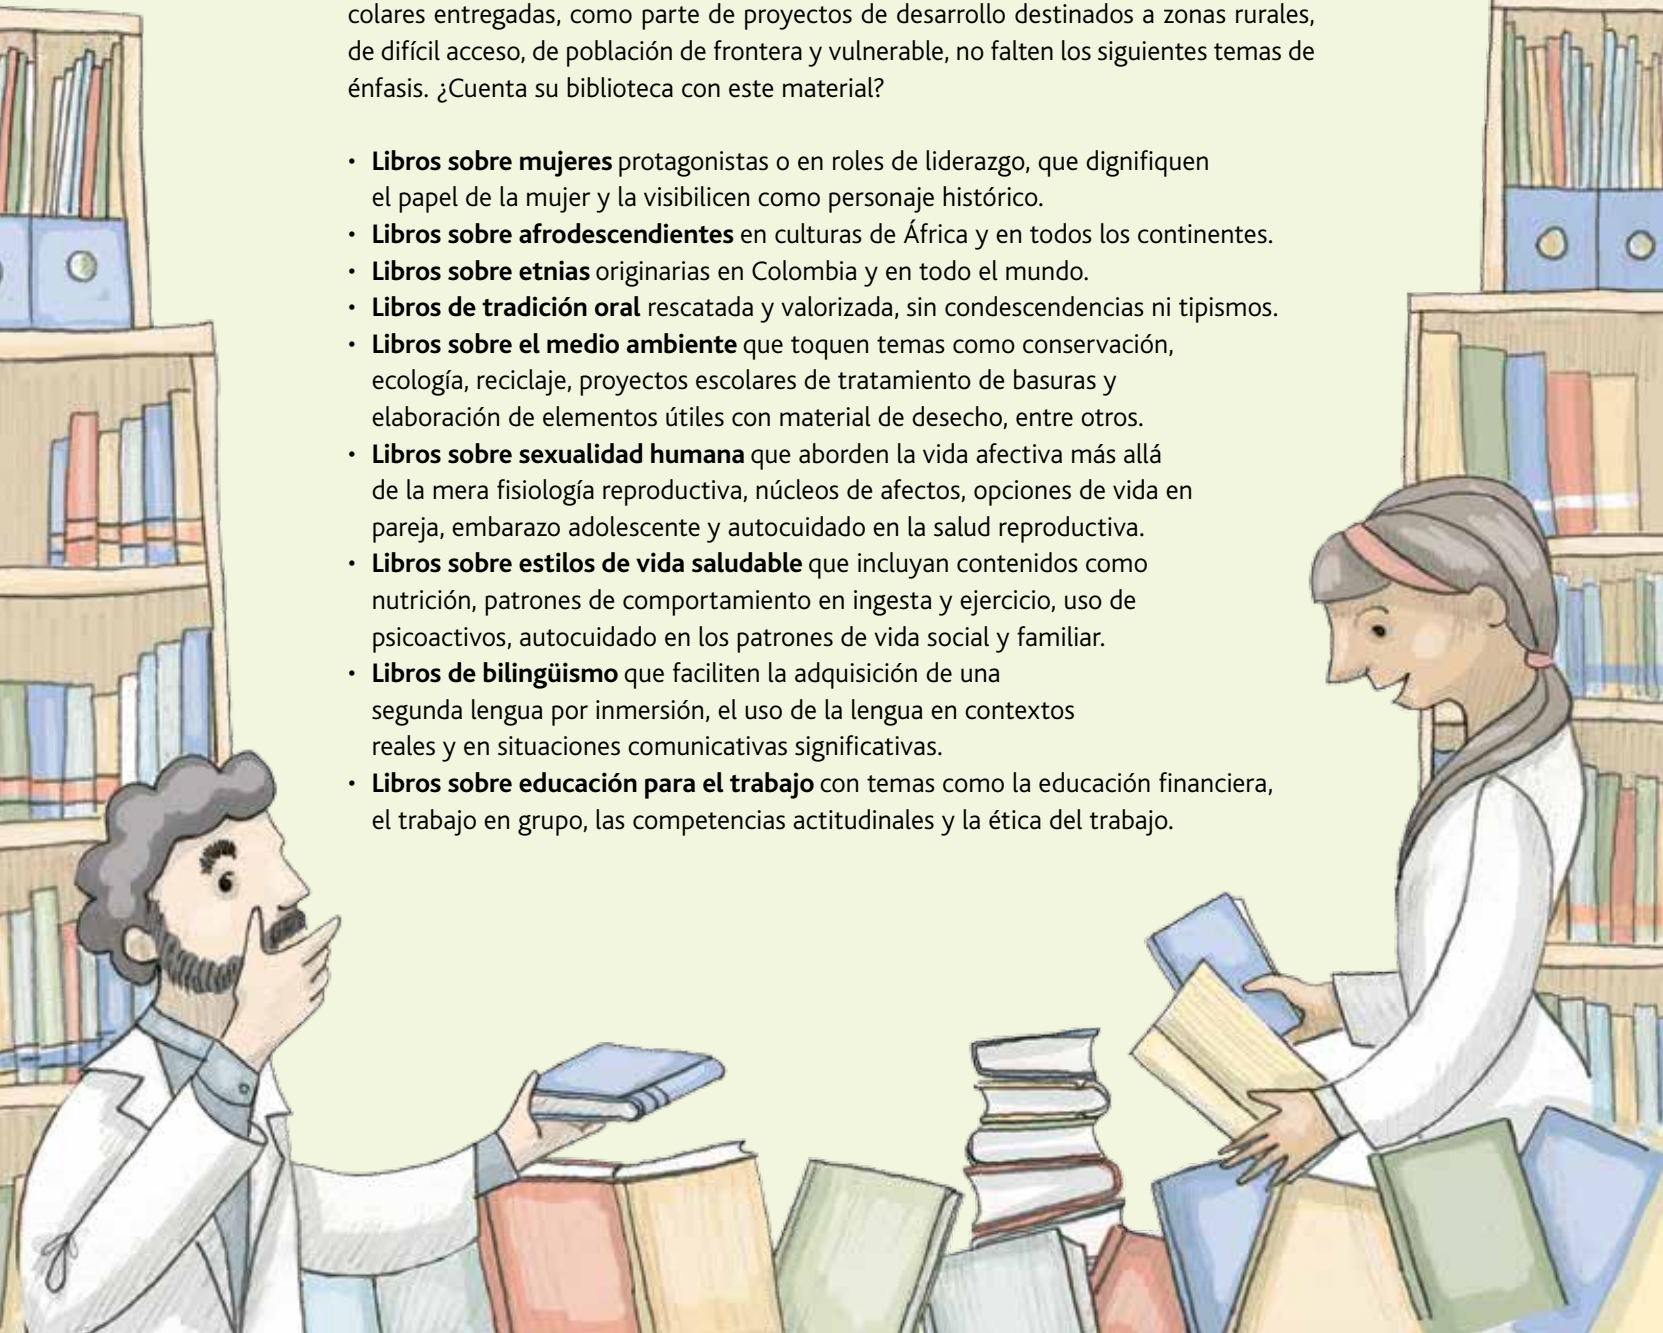 colares entregadas, como parte de proyectos de desarrollo destinados a zonas rurales,
de difícil acceso, de población de frontera y vulnerable, no falten los siguientes temas de
énfasis. ¿Cuenta su biblioteca con este material?
• Libros sobre mujeres protagonistas o en roles de liderazgo, que dignifiquen
el papel de la mujer y la visibilicen como personaje histórico.
• Libros sobre afrodescendientes en culturas de África y en todos los continentes.
• Libros sobre etnias originarias en Colombia y en todo el mundo.
• Libros de tradición oral rescatada y valorizada, sin condescendencias ni tipismos.
• Libros sobre el medio ambiente que toquen temas como conservación,
ecología, reciclaje, proyectos escolares de tratamiento de basuras y
elaboración de elementos útiles con material de desecho, entre otros.
• Libros sobre sexualidad humana que aborden la vida afectiva más allá
de la mera fisiología reproductiva, núcleos de afectos, opciones de vida en
pareja, embarazo adolescente y autocuidado en la salud reproductiva.
• Libros sobre estilos de vida saludable que incluyan contenidos como
nutrición, patrones de comportamiento en ingesta y ejercicio, uso de
psicoactivos, autocuidado en los patrones de vida social y familiar.
• Libros de bilingüismo que faciliten la adquisición de una
segunda lengua por inmersión, el uso de la lengua en contextos
reales y en situaciones comunicativas significativas.
• Libros sobre educación para el trabajo con temas como la educación financiera,
el trabajo en grupo, las competencias actitudinales y la ética del trabajo.